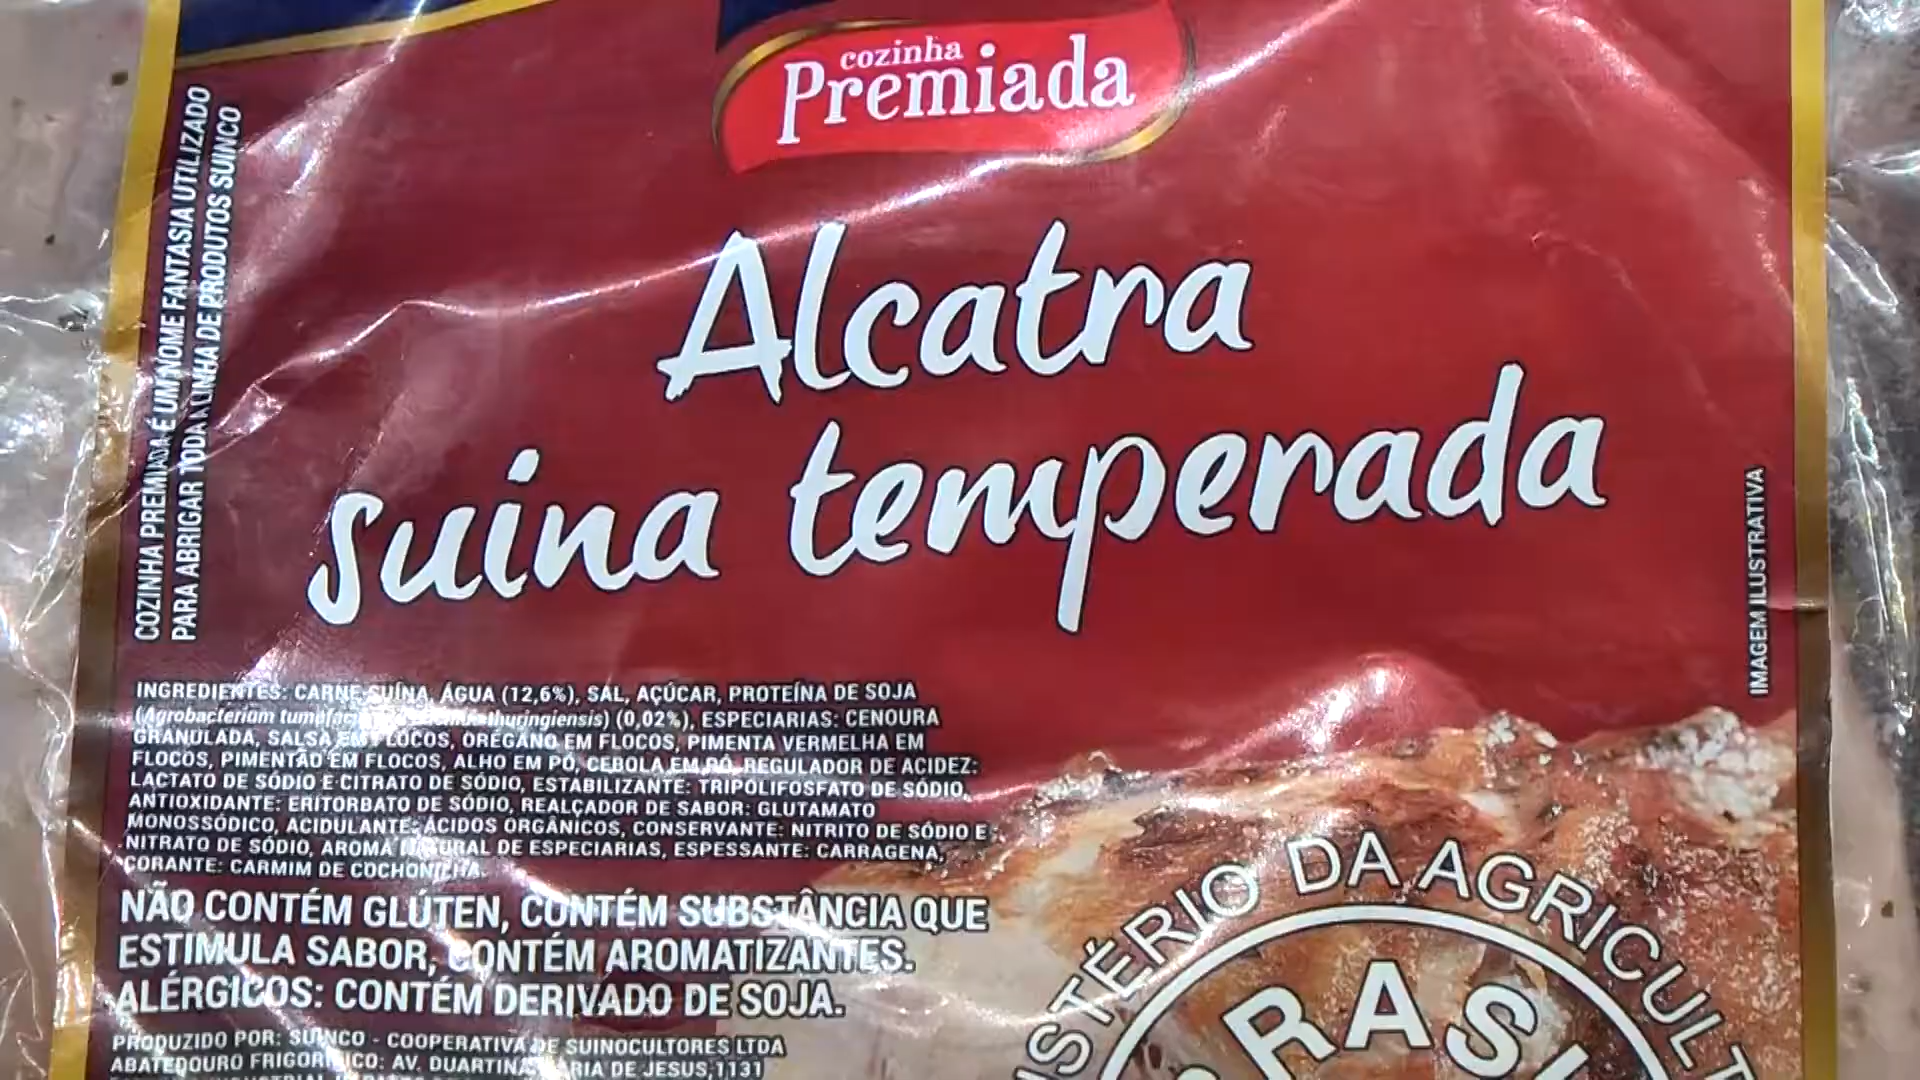 cozinha
Premiada
COZINHA PREMIADA É UM NOME FANTASIA UTILIZADO
PARA ABRIGAR TODA A LINHA DE PRODUTOS SUINCO
Alcatra
suina temperada
IMAGEM ILUSTRATIVA
INGREDIENTES: CARNE SUÍNA, ÁGUA (12,6%), SAL, AÇÚCAR, PROTEÍNA DE SOJA
(Agrobacterium thuringiensis) (0,02%), ESPECIARIAS: CENOURA
GRANULADA, SALSA EM FLOCOS, ORÉGANO EM FLOCOS, PIMENTA VERMELHA EM
FLOCOS, PIMENTÃO EM FLOCOS, ALHO EM PÓ, CEBOLA EM PÓ, REGULADOR DE ACIDEZ:
LACTATO DE SÓDIO E CITRATO DE SÓDIO, ESTABILIZANTE: TRIPOLIFOSFATO DE SÓDIO,
ANTIOXIDANTE: ERITORBATO DE SÓDIO, REALÇADOR DE SABOR: GLUTAMATO
MONOSSÓDICO, ACIDULANTE: ÁCIDOS ORGÂNICOS, CONSERVANTE: NITRITO DE SÓDIO E
NITRATO DE SÓDIO, AROMA NATURAL DE ESPECIARIAS, ESPESSANTE: CARRAGENA,
CORANTE: CARMIM DE COCHONILHA.
NÃO CONTÉM GLÚTEN, CONTÉM SUBSTÂNCIA QUE
ESTIMULA SABOR, CONTÉM AROMATIZANTES.
ALÉRGICOS: CONTÉM DERIVADO DE SOJA.
PRODUZIDO POR: SUINCO - COOPERATIVA DE SUINOCULTORES LTDA
ABATEDOURO FRIGORÍFICO: AV. DUARTINA MARIA DE JESUS, 1131
ISTÉRIO DA AGRICULT
RASI